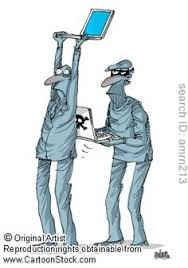 search ID: amrn213
© Original Artist
Reproduction rights obtainable from
www.CartoonStock.com